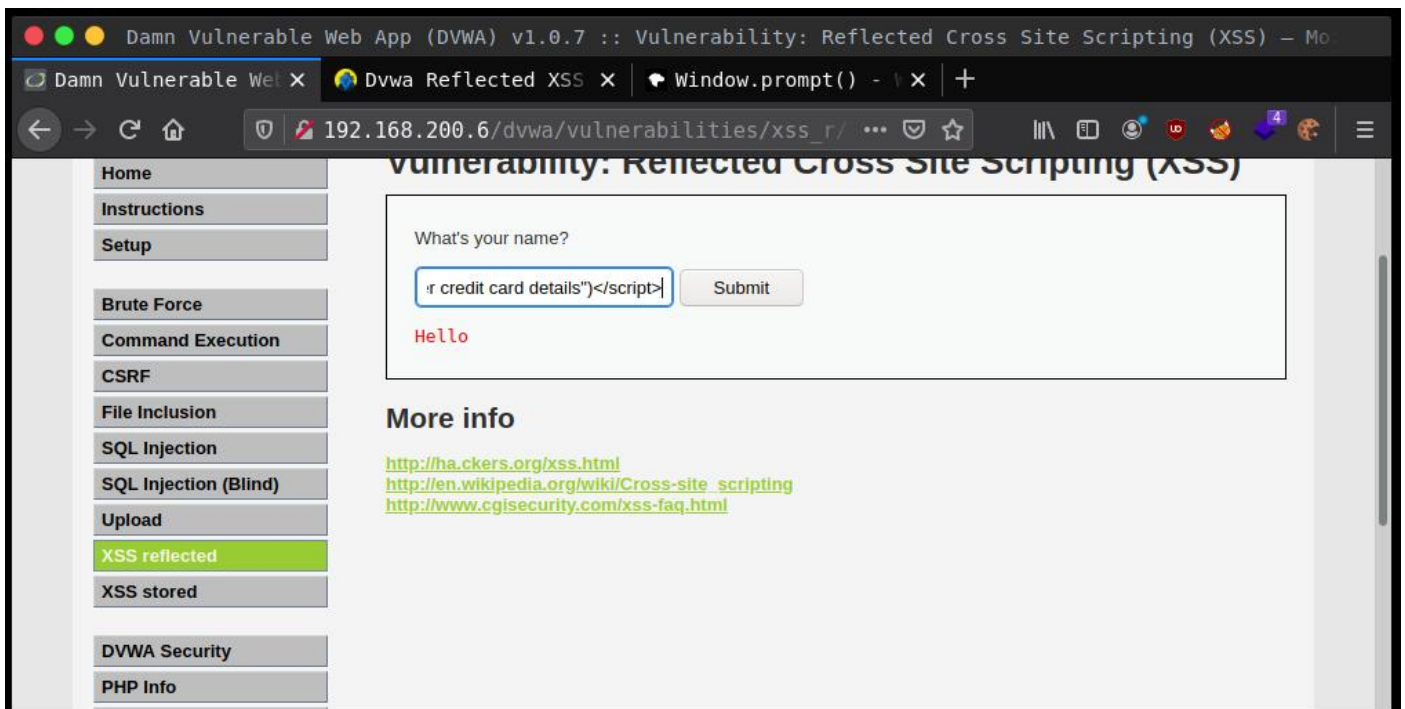 Damn Vulnerable Web App (DVWA) v1.0.7 :: Vulnerability: Reflected Cross Site Scripting (XSS) — Mo
Damn Vulnerable Wel
Dvwa Reflected XSS
Window.prompt() -
192.168.200.6/dvwa/vulnerabilities/xss_r/
4
Vulnerability: Reflected Cross Site Scripting (XSS)
Home
Instructions
Setup
Brute Force
Command Execution
CSRF
File Inclusion
SQL Injection
SQL Injection (Blind)
Upload
XSS reflected
XSS stored
DVWA Security
PHP Info
What's your name?
r credit card details")</script>
Submit
Hello
More info
http://ha.ckers.org/xss.html
http://en.wikipedia.org/wiki/Cross-site_scripting
http://www.cgisecurity.com/xss-faq.html